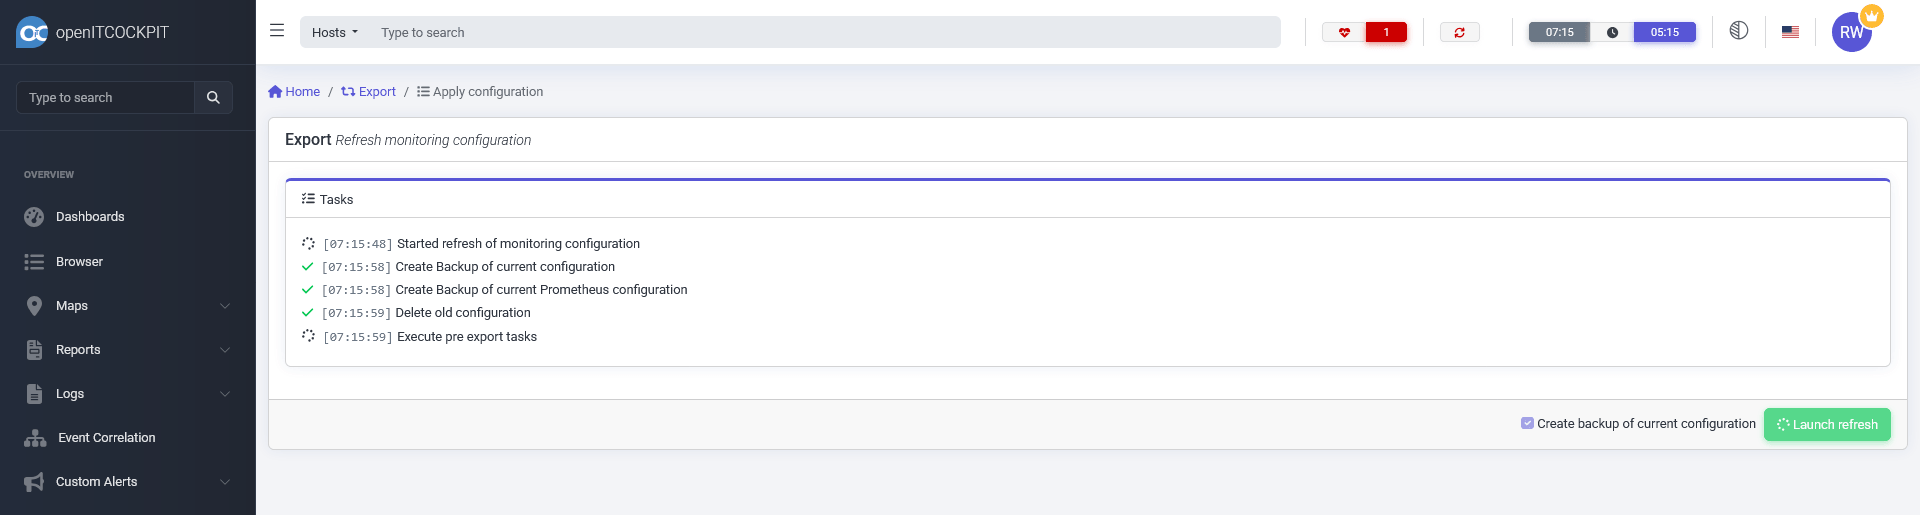 openITCOCKPIT
Hosts Type to search
1
07:15 05:15
RW
Type to search
Home / Export / Apply configuration
Export Refresh monitoring configuration
Tasks
[07:15:48] Started refresh of monitoring configuration
[07:15:58] Create Backup of current configuration
[07:15:58] Create Backup of current Prometheus configuration
[07:15:59] Delete old configuration
[07:15:59] Execute pre export tasks
Create backup of current configuration Launch refresh
OVERVIEW
Dashboards
Browser
Maps
Reports
Logs
Event Correlation
Custom Alerts